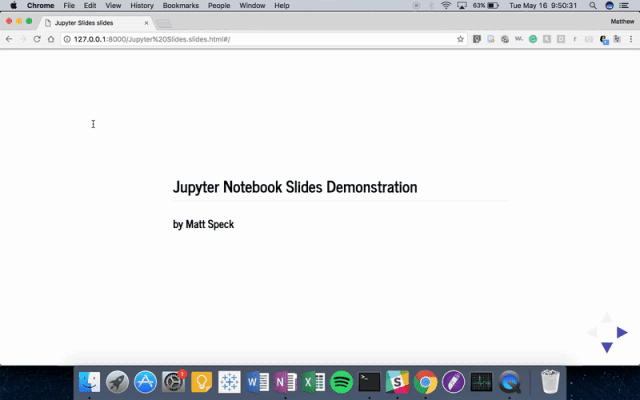 Chrome File Edit View History Bookmarks People Window Help 63% Tue May 16 9:50:31
Jupyter Slides slides Matthew
127.0.0.1:8000/Jupyter%20Slides.slides.html#/
Jupyter Notebook Slides Demonstration
by Matt Speck